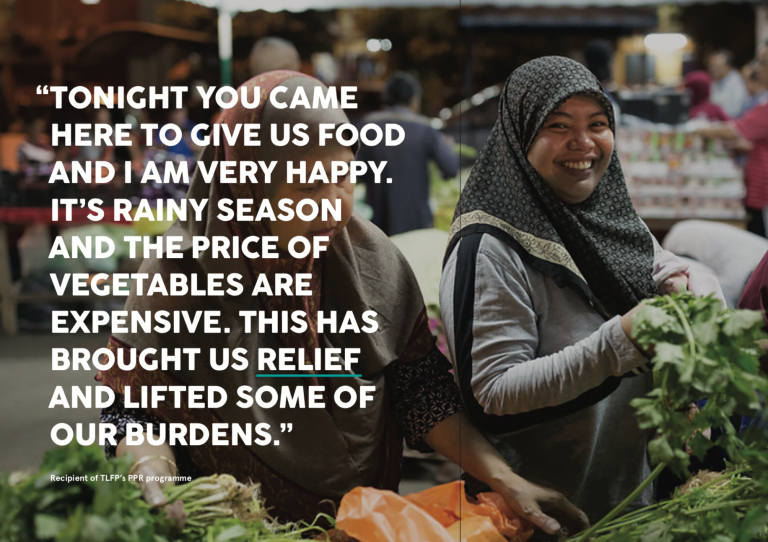 “TONIGHT YOU CAME
HERE TO GIVE US FOOD
AND I AM VERY HAPPY.
IT’S RAINY SEASON
AND THE PRICE OF
VEGETABLES ARE
EXPENSIVE. THIS HAS
BROUGHT US RELIEF
AND LIFTED SOME OF
OUR BURDENS.”
Recipient of TLFP’s PPR programme